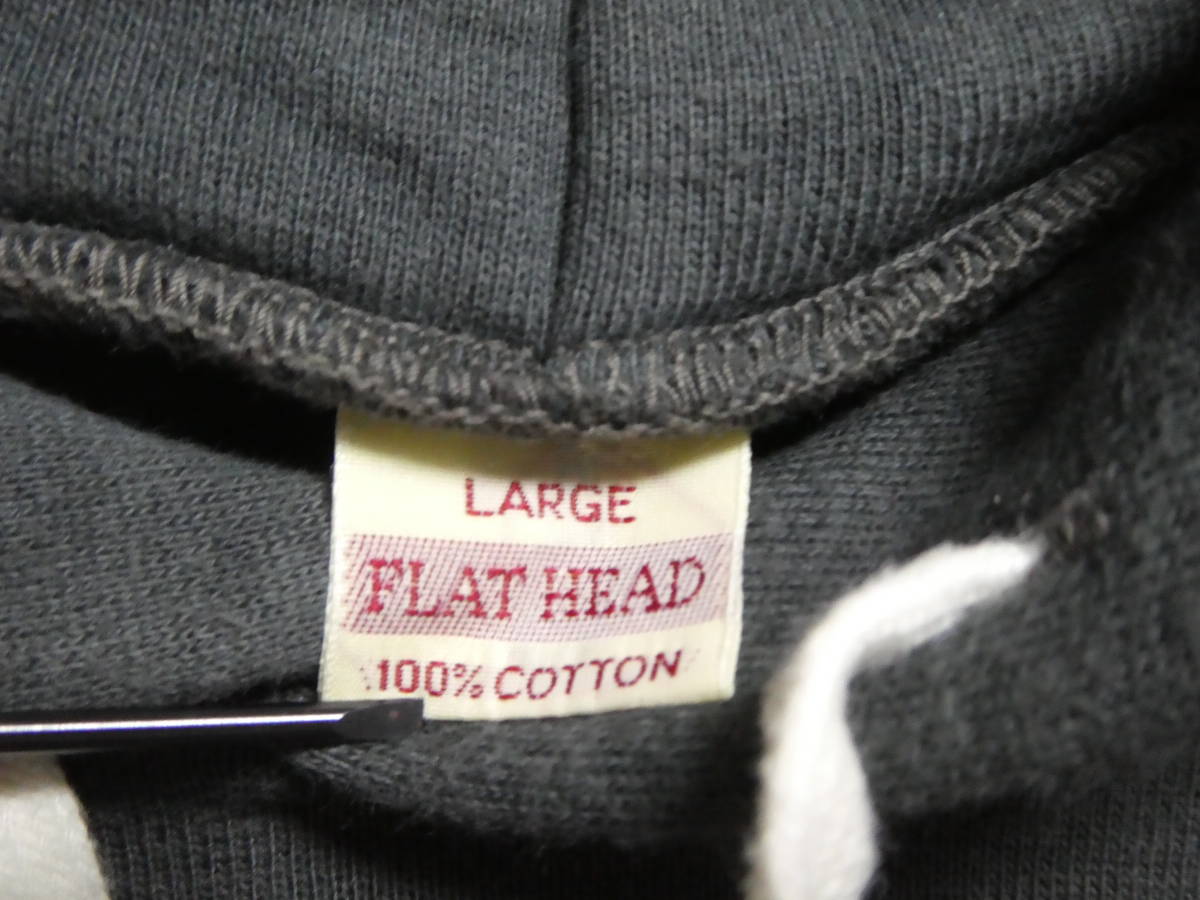 LARGE
FLAT HEAD
100% COTTON